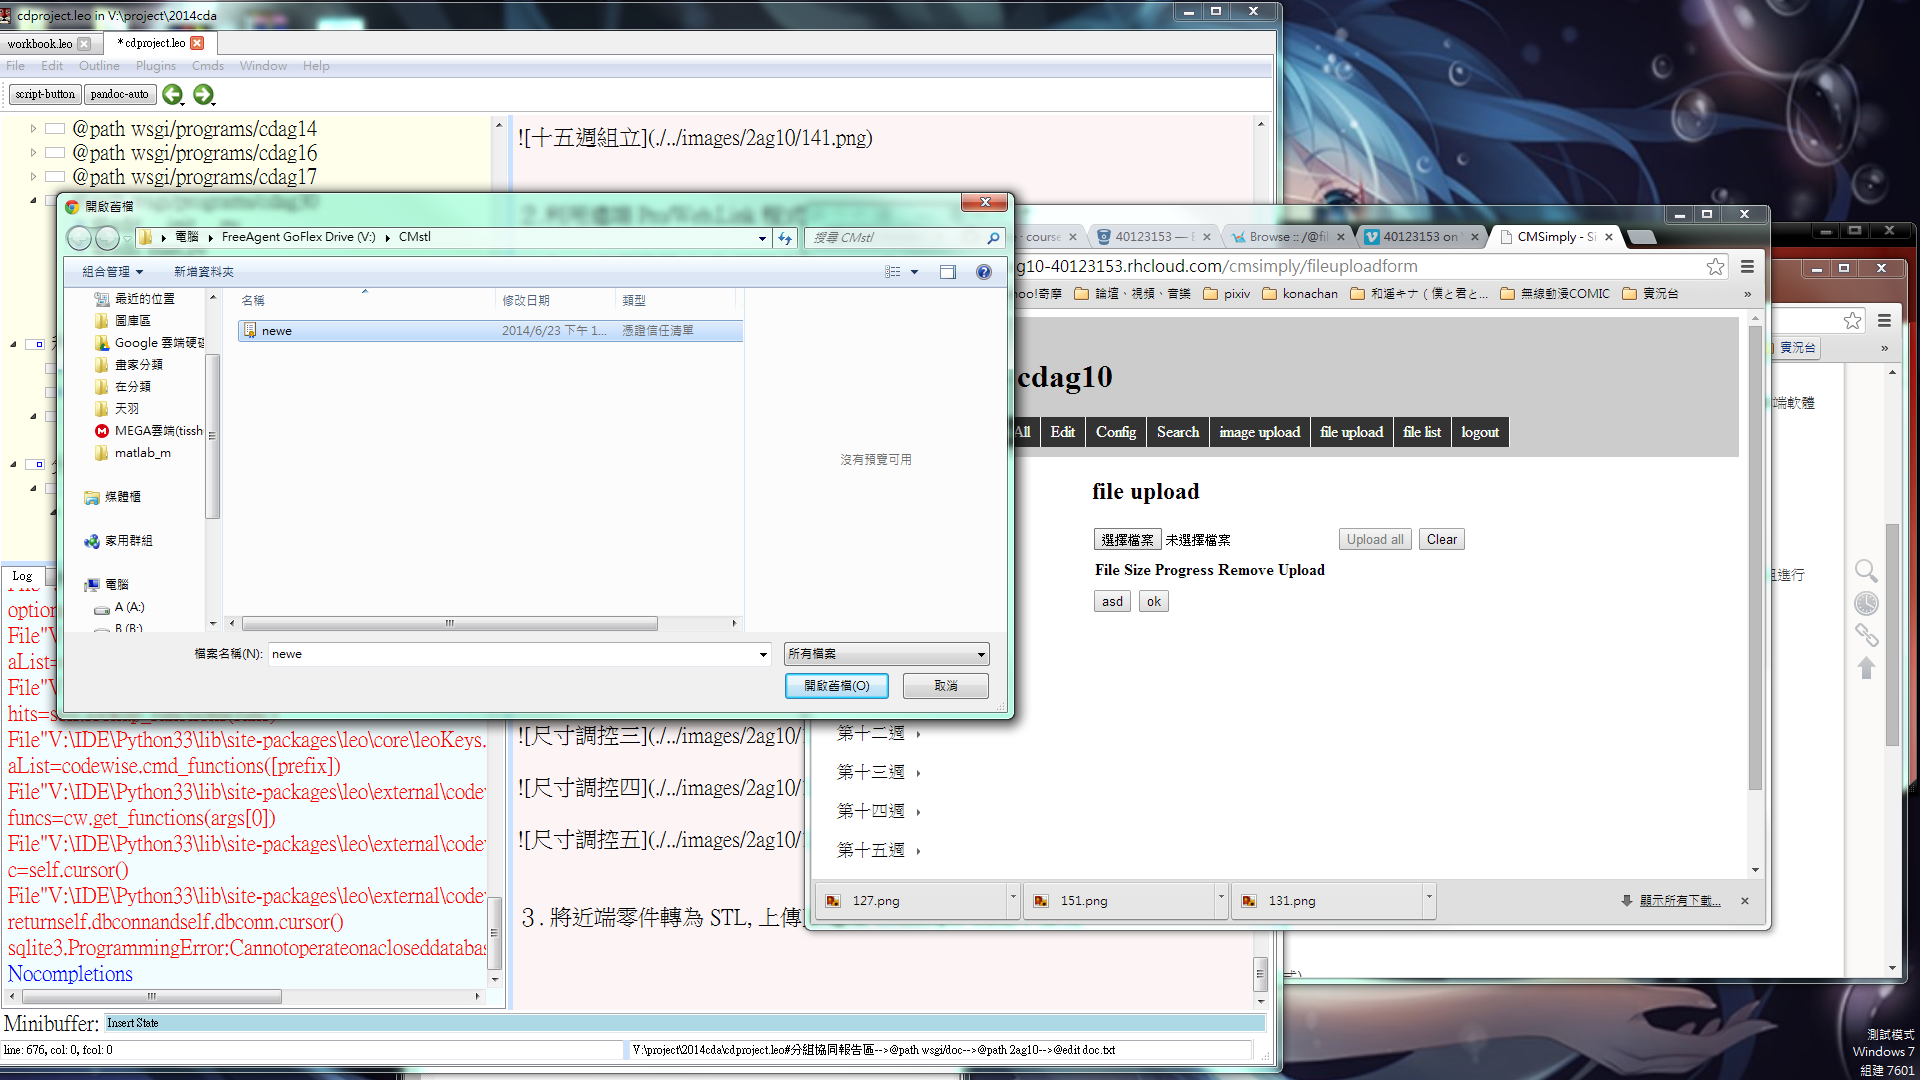 cdproject.leo in V:\project\2014cda
workbook.leo
* cdproject.leo
File Edit Outline Plugins Cmds Window Help
script-button pandoc-auto
@path wsgi/programs/cdag14
@path wsgi/programs/cdag16
@path wsgi/programs/cdag17
![十五週組立](./../images/2ag10/141.png)
開啟舊檔
電腦 FreeAgent GoFlex Drive (V:) CMstl
搜尋 CMstl
組合管理 新增資料夾
最近的位置
圖庫區
Google 雲端硬碟
畫家分類
在分類
天羽
MEGA雲端(tissh
matlab_m
媒體櫃
家用群組
電腦
A (A:)
B (B:)
名稱 修改日期 類型
newe 2014/6/23 下午 1... 憑證信任清單
沒有預覽可用
檔案名稱(N): newe
所有檔案
開啟舊檔(O) 取消
- course
40123153 — E
Browse :: /@fil
40123153 on V
CMSimply - Si
g10-40123153.rhcloud.com/cmsimply/fileuploadform
hoo!奇摩 論壇、視頻、音樂 pixiv konachan 和遥キナ ( 僕と君と... 無線動漫COMIC 實況台 »
cdag10
All Edit Config Search image upload file upload file list logout
file upload
選擇檔案 未選擇檔案 Upload all Clear
File Size Progress Remove Upload
asd ok
第十二週
第十三週
第十四週
第十五週
127.png 151.png 131.png 顯示所有下載...
實況台 »
端軟體
且進行
Log
option
File"V:
aList=
File"V
File"V:\IDE\Python33\lib\site-packages\leo\core\leoKeys.
aList=codewise.cmd_functions([prefix])
File"V:\IDE\Python33\lib\site-packages\leo\external\code
funcs=cw.get_functions(args[0])
File"V:\IDE\Python33\lib\site-packages\leo\external\code
c=self.cursor()
File"V:\IDE\Python33\lib\site-packages\leo\external\code
returnself.dbconnandself.dbconn.cursor()
sqlite3.ProgrammingError:Cannotoperateonacloseddatabas
Nocompletions
![尺寸調控三](./../images/2ag10/
![尺寸調控四](./../images/2ag10/
![尺寸調控五](./../images/2ag10/
3 . 將近端零件轉為 STL, 上傳
Minibuffer: Insert State
line: 676, col: 0, fcol: 0
V:\project\2014cda\cdproject.leo#分組協同報告區-->@path wsgi/doc-->@path 2ag10-->@edit doc.txt
測試模式
Windows 7
組建 7601